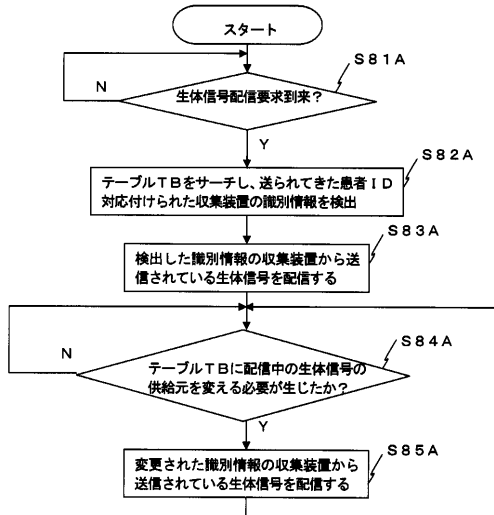 スタート
S81A
N
生体信号配信要求到来？
Y
S82A
テーブルTBをサーチし、送られてきた患者ID
対応付けられた収集装置の識別情報を検出
S83A
検出した識別情報の収集装置から送
信されている生体信号を配信する
S84A
N
テーブルTBに配信中の生体信号の
供給元を変える必要が生じたか？
Y
S85A
変更された識別情報の収集装置から
送信されている生体信号を配信する